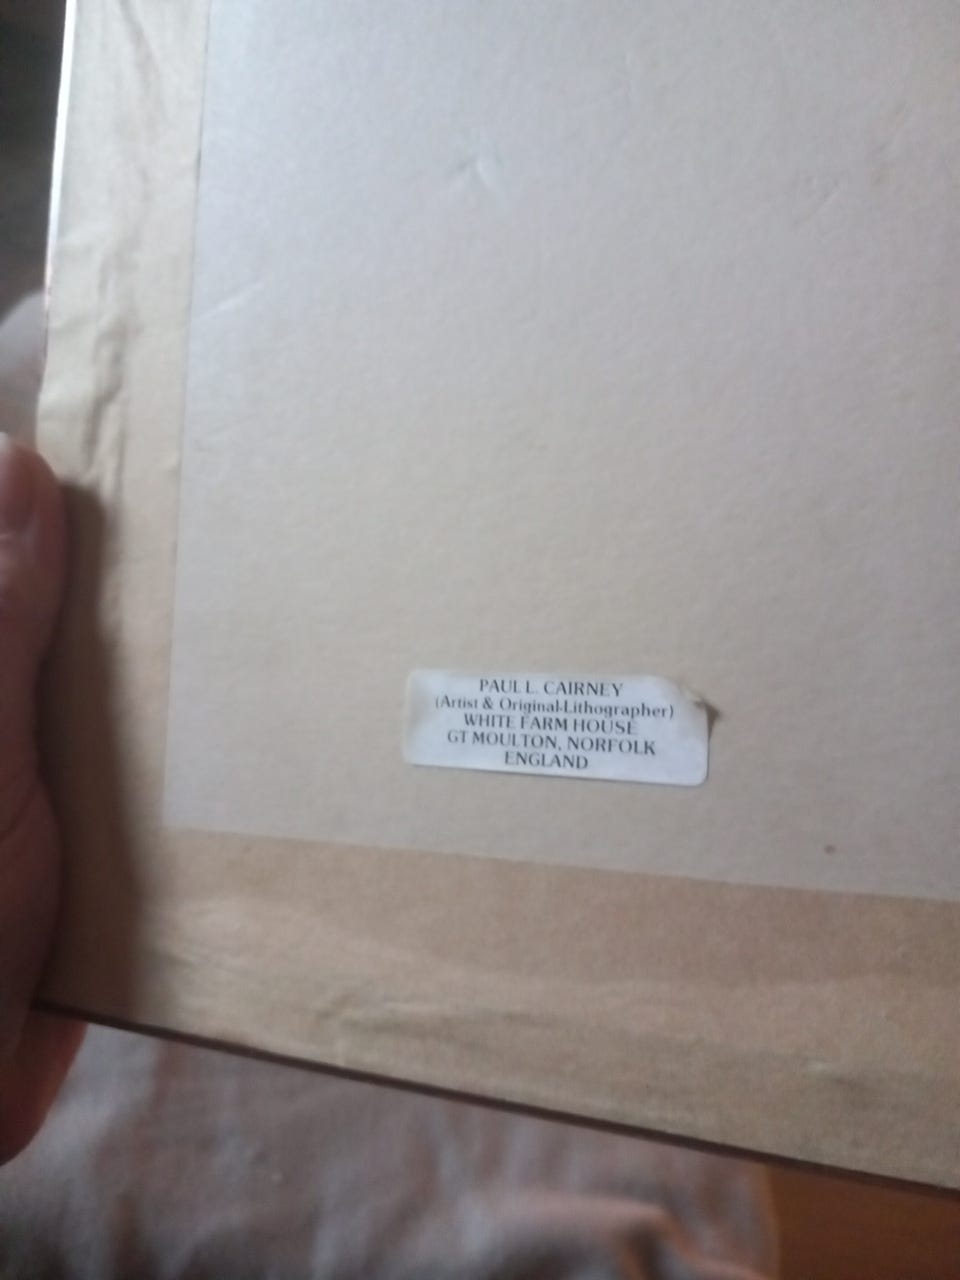 PAUL L. CAIRNEY
(Artist & Original-Lithographer)
WHITE FARM HOUSE
GT MOULTON, NORFOLK
ENGLAND